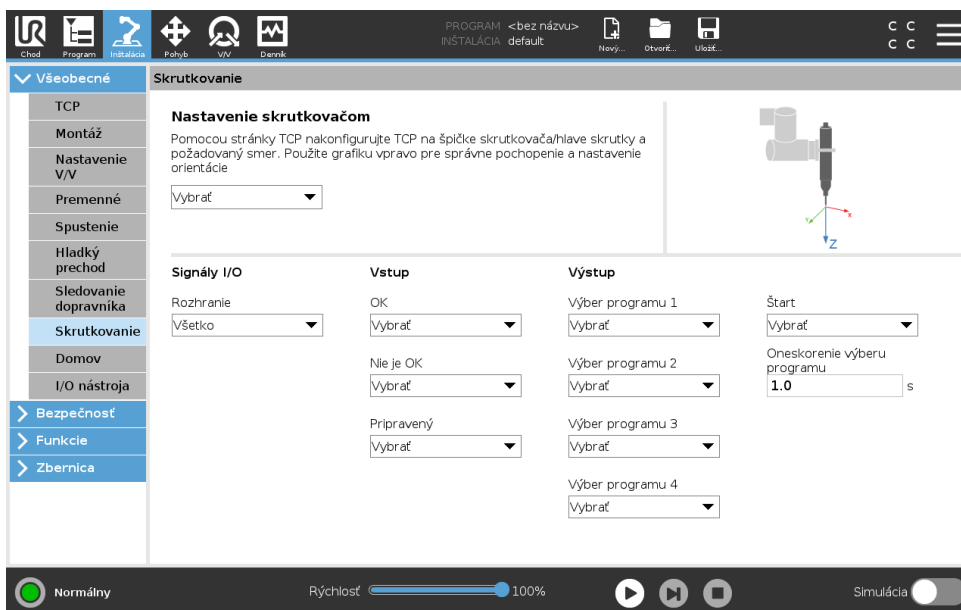 PROGRAM <bez názvu>
INŠTALÁCIA default
Chod
Program
Inštalácia
Pohyb
V/V
Denník
Nový...
Otvoriť...
Uložiť...
C C
C C
Všeobecné
TCP
Montáž
Nastavenie
V/V
Premenné
Spustenie
Hladký
prechod
Sledovanie
dopravníka
Skrutkovanie
Domov
I/O nástroja
Bezpečnosť
Funkcie
Zbernica
Skrutkovanie
Nastavenie skrutkovačom
Pomocou stránky TCP nakonfigurujte TCP na špičke skrutkovača/hlave skrutky a
požadovaný smer. Použite grafiku vpravo pre správne pochopenie a nastavenie
orientácie
Vybrať
Y
X
Z
Signály I/O
Rozhranie
Všetko
Vstup
OK
Vybrať
Nie je OK
Vybrať
Pripravený
Vybrať
Výstup
Výber programu 1
Vybrať
Výber programu 2
Vybrať
Výber programu 3
Vybrať
Výber programu 4
Vybrať
Štart
Vybrať
Oneskorenie výberu
programu
1.0 s
Normálny
Rýchlosť 100%
Simulácia